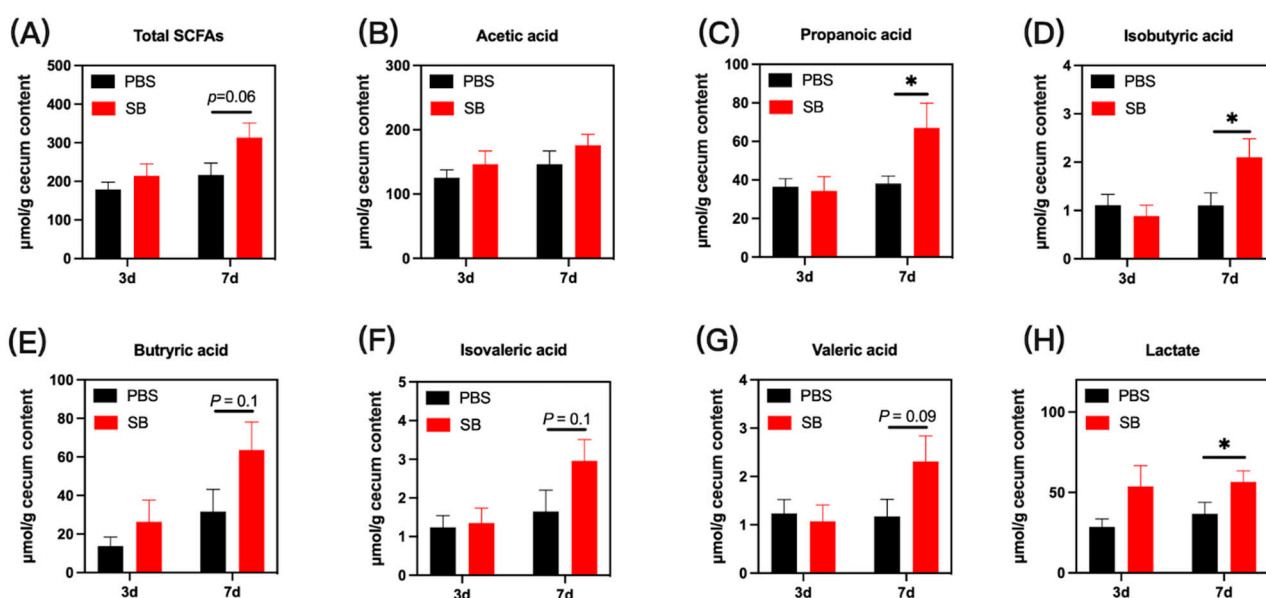 (A)
Total SCFAs
µmol/g cecum content
500
400
300
200
100
0
PBS
SB
p=0.06
3d
7d
(B)
Acetic acid
µmol/g cecum content
300
200
100
0
PBS
SB
3d
7d
(C)
Propanoic acid
µmol/g cecum content
100
80
60
40
20
0
PBS
SB
*
3d
7d
(D)
Isobutyric acid
µmol/g cecum content
4
3
2
1
0
PBS
SB
*
3d
7d
(E)
Butryric acid
µmol/g cecum content
100
80
60
40
20
0
PBS
SB
P = 0.1
3d
7d
(F)
Isovaleric acid
µmol/g cecum content
5
4
3
2
1
0
PBS
SB
P = 0.1
3d
7d
(G)
Valeric acid
µmol/g cecum content
4
3
2
1
0
PBS
SB
P = 0.09
3d
7d
(H)
Lactate
µmol/g cecum content
100
50
0
PBS
SB
*
3d
7d